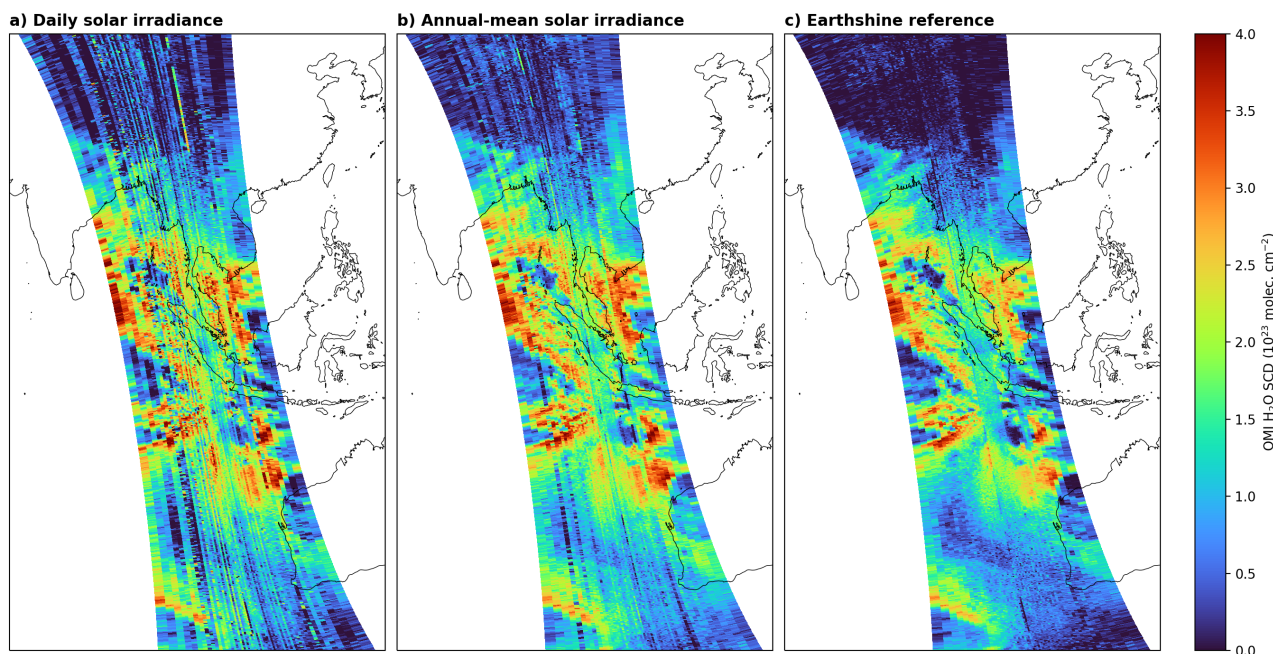 a) Daily solar irradiance
b) Annual-mean solar irradiance
c) Earthshine reference
4.0
3.5
3.0
2.5
2.0
1.5
1.0
0.5
0.0
OMI H₂O SCD (10²³ molec. cm⁻²)